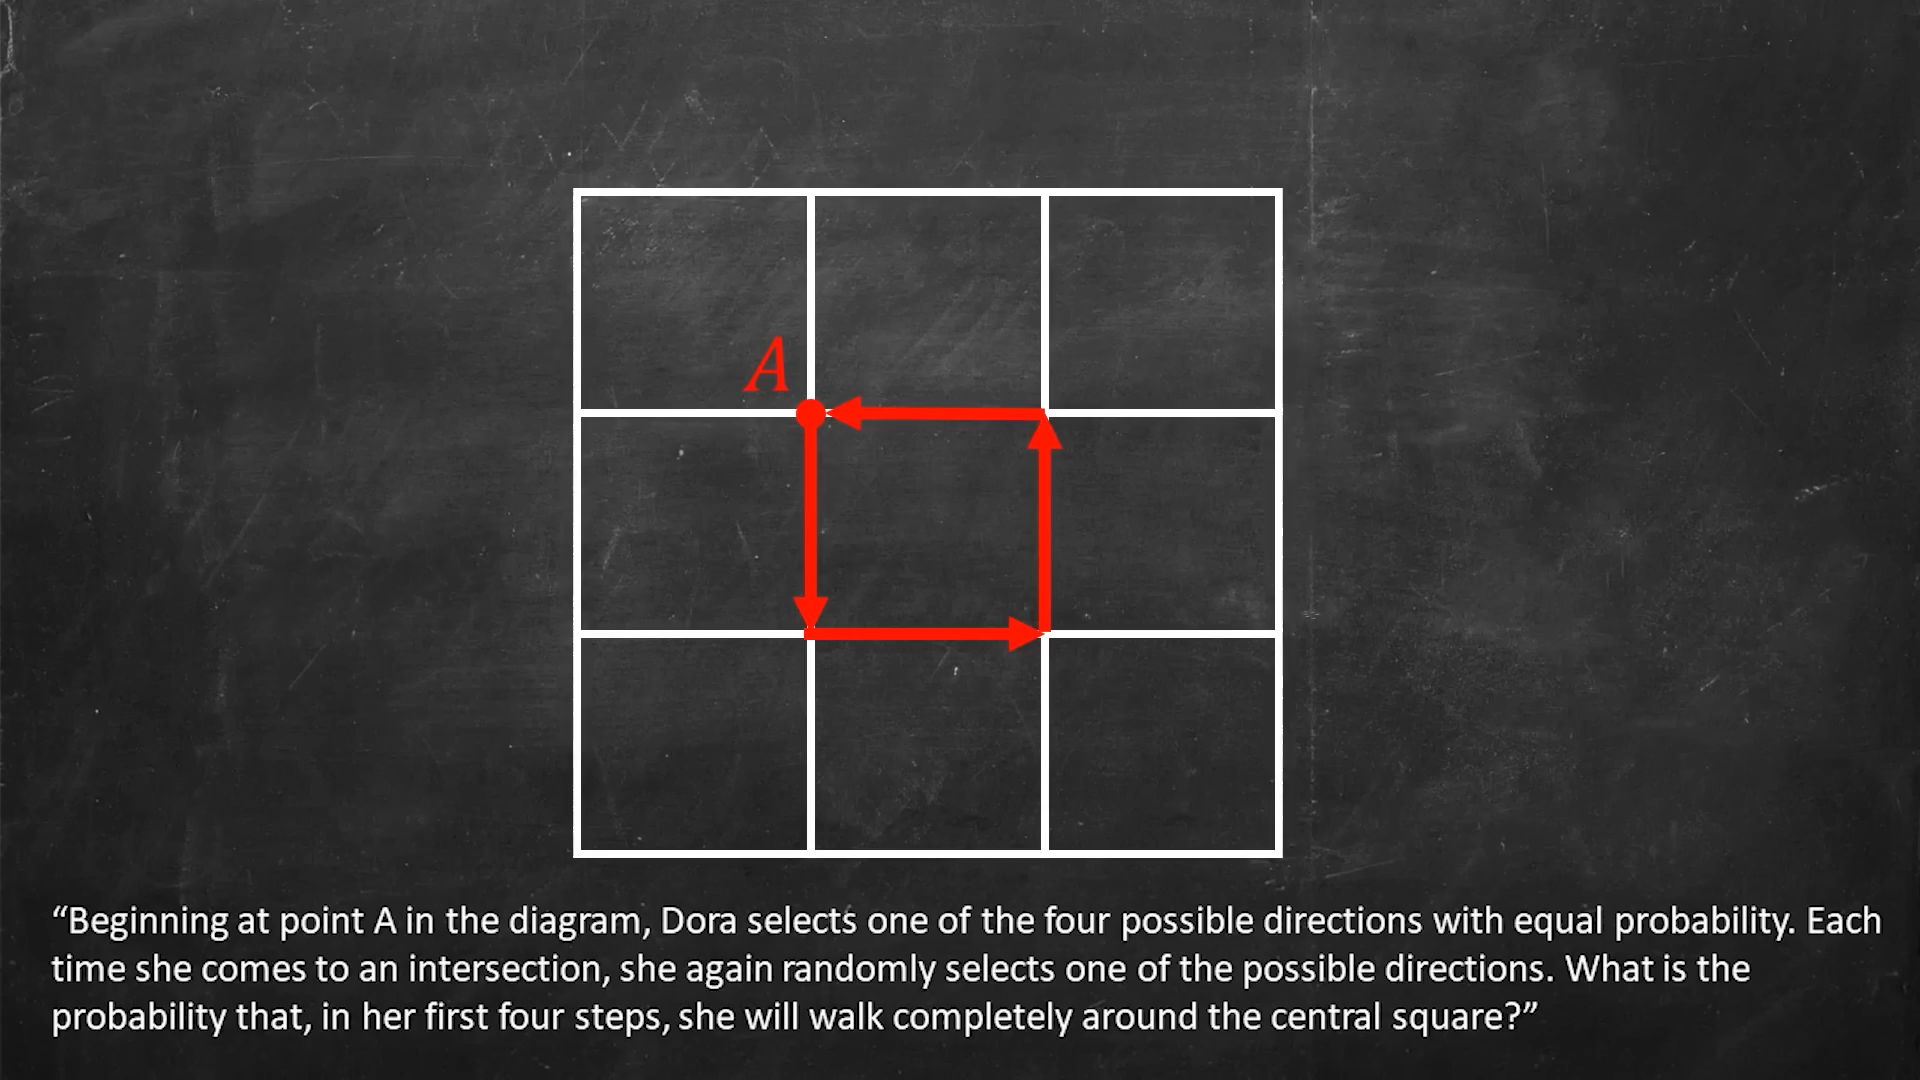 A
“Beginning at point A in the diagram, Dora selects one of the four possible directions with equal probability. Each
time she comes to an intersection, she again randomly selects one of the possible directions. What is the
probability that, in her first four steps, she will walk completely around the central square?”